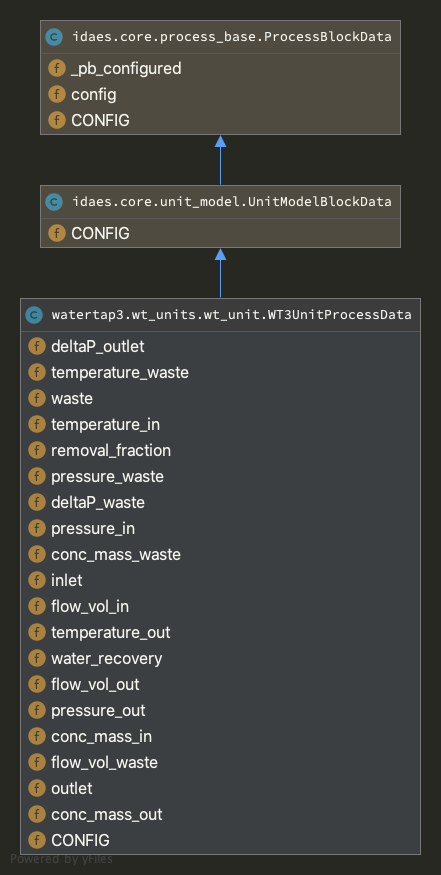 C idaes.core.process_base.ProcessBlockData
f _pb_configured
f config
f CONFIG
C idaes.core.unit_model.UnitModelBlockData
f CONFIG
C watertap3.wt_units.wt_unit.WT3UnitProcessData
f deltaP_outlet
f temperature_waste
f waste
f temperature_in
f removal_fraction
f pressure_waste
f deltaP_waste
f pressure_in
f conc_mass_waste
f inlet
f flow_vol_in
f temperature_out
f water_recovery
f flow_vol_out
f pressure_out
f conc_mass_in
f flow_vol_waste
f outlet
f conc_mass_out
f CONFIG
Powered by yFiles